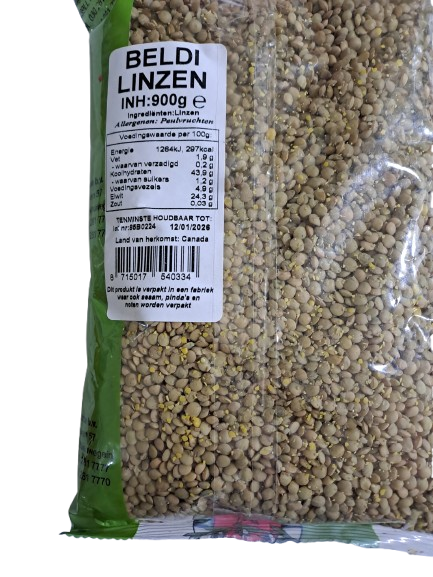 BELDI
LINZEN
INH:900g e
Ingrediënten:Linzen
Allergenen: Peulvruchten
Voedingswaarde per 100g:
Energie 1264kJ, 297kcal
Vet 1,9 g
- waarvan verzadigd 0,2 g
Koolhydraten 43,9 g
- waarvan suikers 1,2 g
Voedingsvezels 4,9 g
Eiwit 24,3 g
Zout 0,03 g
TENMINSTE HOUDBAAR TOT:
lot nr:95B0224 12/01/2026
Land van herkomst: Canada
8 715017 540334
Dit produkt is verpakt in een fabriek
waar ook sesam, pinda's en
noten worden verpakt
7777
7770